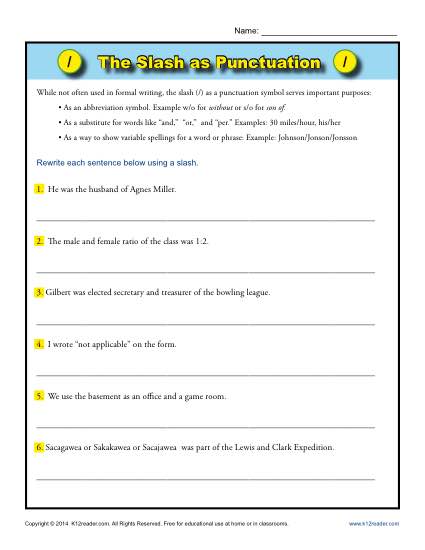 Name:
/ The Slash as Punctuation /
While not often used in formal writing, the slash (/) as a punctuation symbol serves important purposes:
• As an abbreviation symbol. Example w/o for without or s/o for son of.
• As a substitute for words like "and," "or," and "per." Examples: 30 miles/hour, his/her
• As a way to show variable spellings for a word or phrase. Example: Johnson/Jonson/Jonsson
Rewrite each sentence below using a slash.
1. He was the husband of Agnes Miller.
2. The male and female ratio of the class was 1:2.
3. Gilbert was elected secretary and treasurer of the bowling league.
4. I wrote "not applicable" on the form.
5. We use the basement as an office and a game room.
6. Sacagawea or Sakakawea or Sacajawea was part of the Lewis and Clark Expedition.
Copyright © 2014 K12reader.com. All Rights Reserved. Free for educational use at home or in classrooms. www.k12reader.com